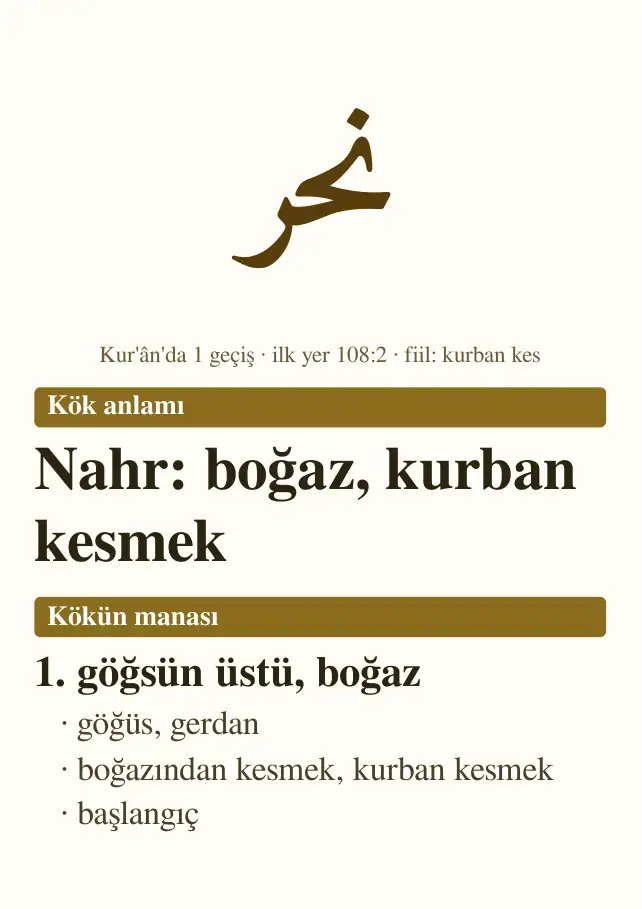 نحر
Kur'ân'da 1 geçiş · ilk yer 108:2 · fiil: kurban kes
Kök anlamı
Nahr: boğaz, kurban
kesmek
Kökün manası
1. göğsün üstü, boğaz
· göğüs, gerdan
· boğazından kesmek, kurban kesmek
· başlangıç